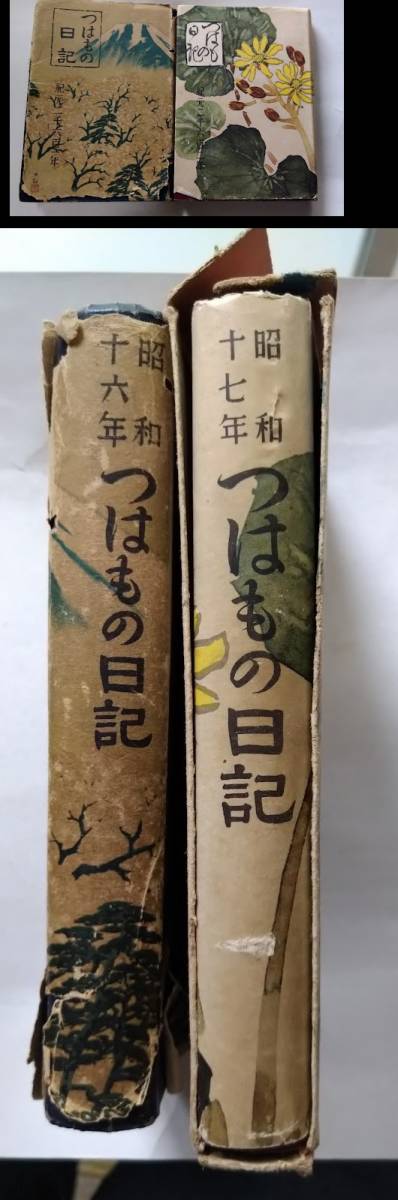 つはもの
日記
つはもの
日記
昭和
十六年
つはもの日記
昭和
十七年
つはもの日記